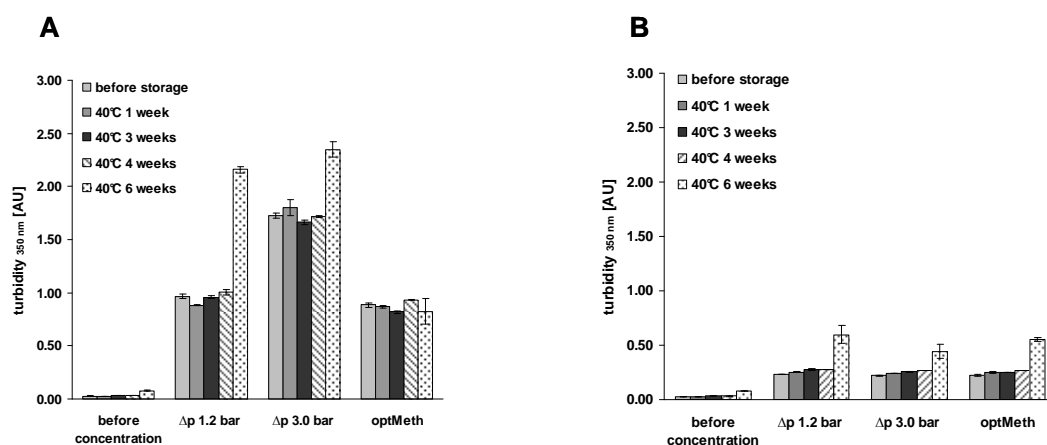 A
3.00
2.50
2.00
1.50
1.00
0.50
0.00
turbidity 350 nm [AU]
before storage
40°C 1 week
40°C 3 weeks
40°C 4 weeks
40°C 6 weeks
before
concentration
Δp 1.2 bar
Δp 3.0 bar
optMeth
B
3.00
2.50
2.00
1.50
1.00
0.50
0.00
turbidity 350 nm [AU]
before storage
40°C 1 week
40°C 3 weeks
40°C 4 weeks
40°C 6 weeks
before
concentration
Δp 1.2 bar
Δp 3.0 bar
optMeth